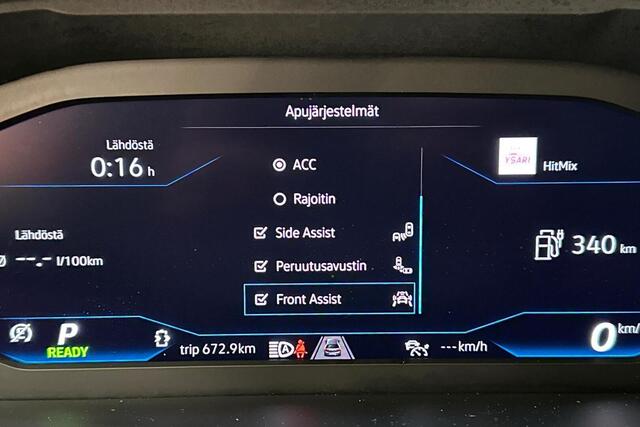 Apujärjestelmät
Lähdöstä
0:16 h
ACC
YSÄRI
HitMix
Rajoitin
Lähdöstä
Ø --.- l/100km
Side Assist
340 km
Peruutusavustin
Front Assist
P
READY
trip 672.9km
A
--- km/h
0 km/